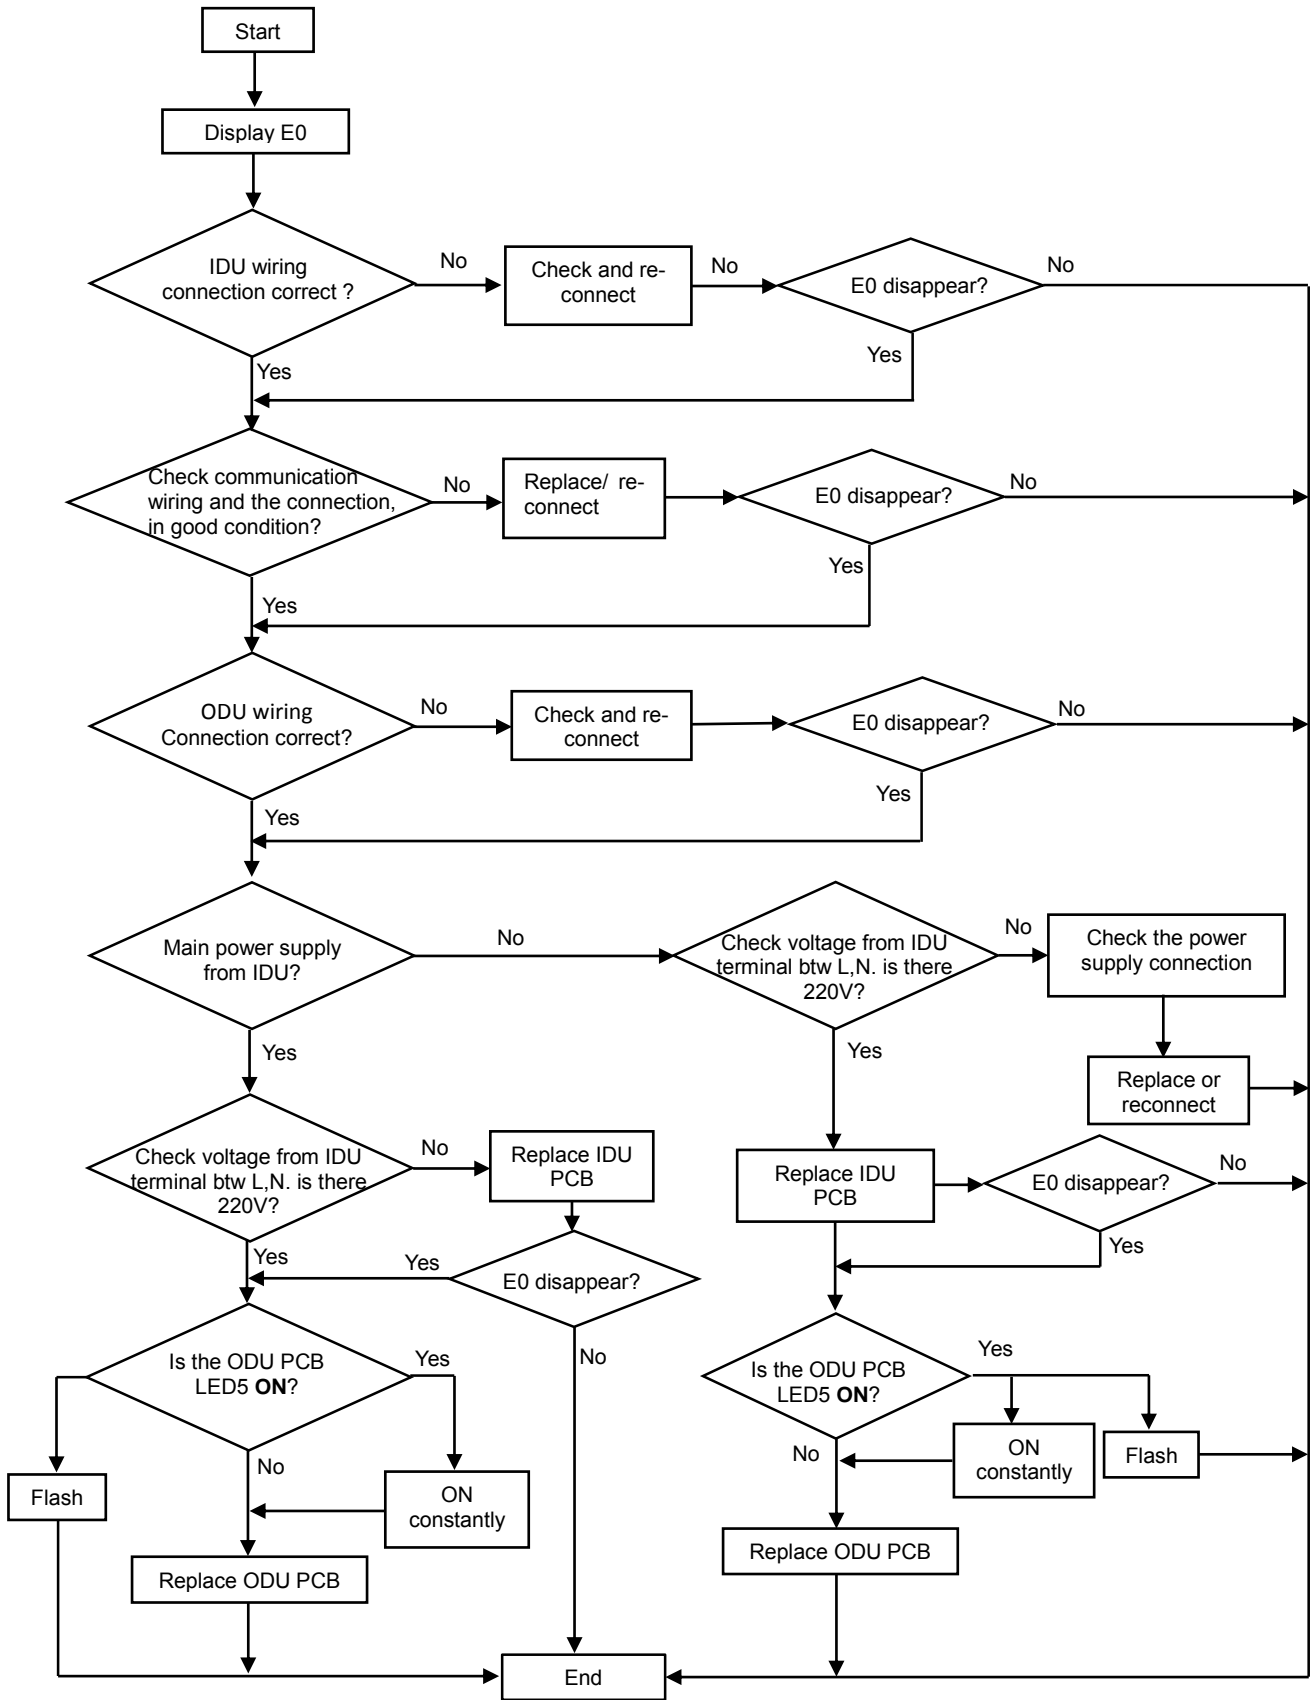 Start
Display E0
IDU wiring
connection correct ?
No
Check and re-
connect
No
E0 disappear?
No
Yes
Yes
Check communication
wiring and the connection,
in good condition?
No
Replace/ re-
connect
E0 disappear?
No
Yes
Yes
ODU wiring
Connection correct?
No
Check and re-
connect
E0 disappear?
No
Yes
Yes
Main power supply
from IDU?
No
Check voltage from IDU
terminal btw L,N. is there
220V?
No
Check the power
supply connection
Yes
Yes
Replace or
reconnect
Check voltage from IDU
terminal btw L,N. is there
220V?
No
Replace IDU
PCB
Replace IDU
PCB
E0 disappear?
No
Yes
Yes
Yes
E0 disappear?
No
Is the ODU PCB
LED5 ON?
Yes
Is the ODU PCB
LED5 ON?
Yes
No
No
ON
constantly
Flash
Flash
ON
constantly
Replace ODU PCB
Replace ODU PCB
End